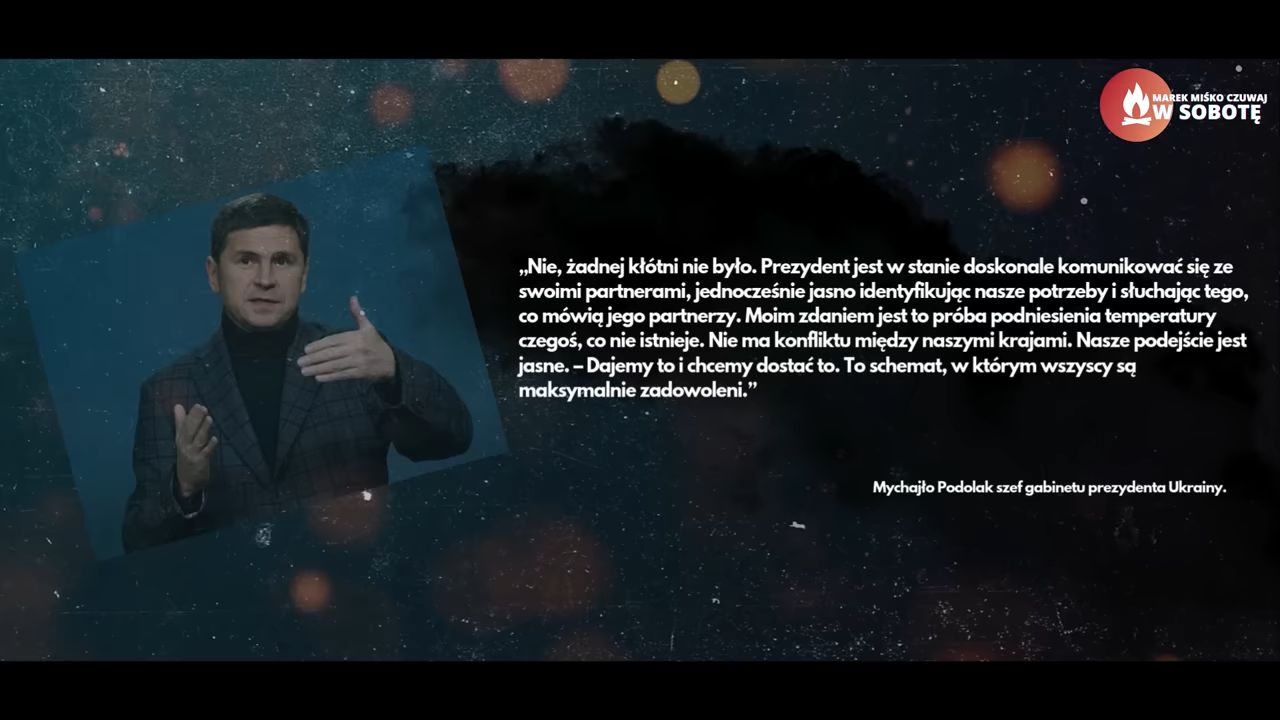 MAREK MIŚKO CZUWAJ
W SOBOTĘ
„Nie, żadnej kłótni nie było. Prezydent jest w stanie doskonale komunikować się ze
swoimi partnerami, jednocześnie jasno identyfikując nasze potrzeby i słuchając tego,
co mówią jego partnerzy. Moim zdaniem jest to próba podniesienia temperatury
czegoś, co nie istnieje. Nie ma konfliktu między naszymi krajami. Nasze podejście jest
jasne. – Dajemy to i chcemy dostać to. To schemat, w którym wszyscy są
maksymalnie zadowoleni.”
Mychajło Podolak szef gabinetu prezydenta Ukrainy.